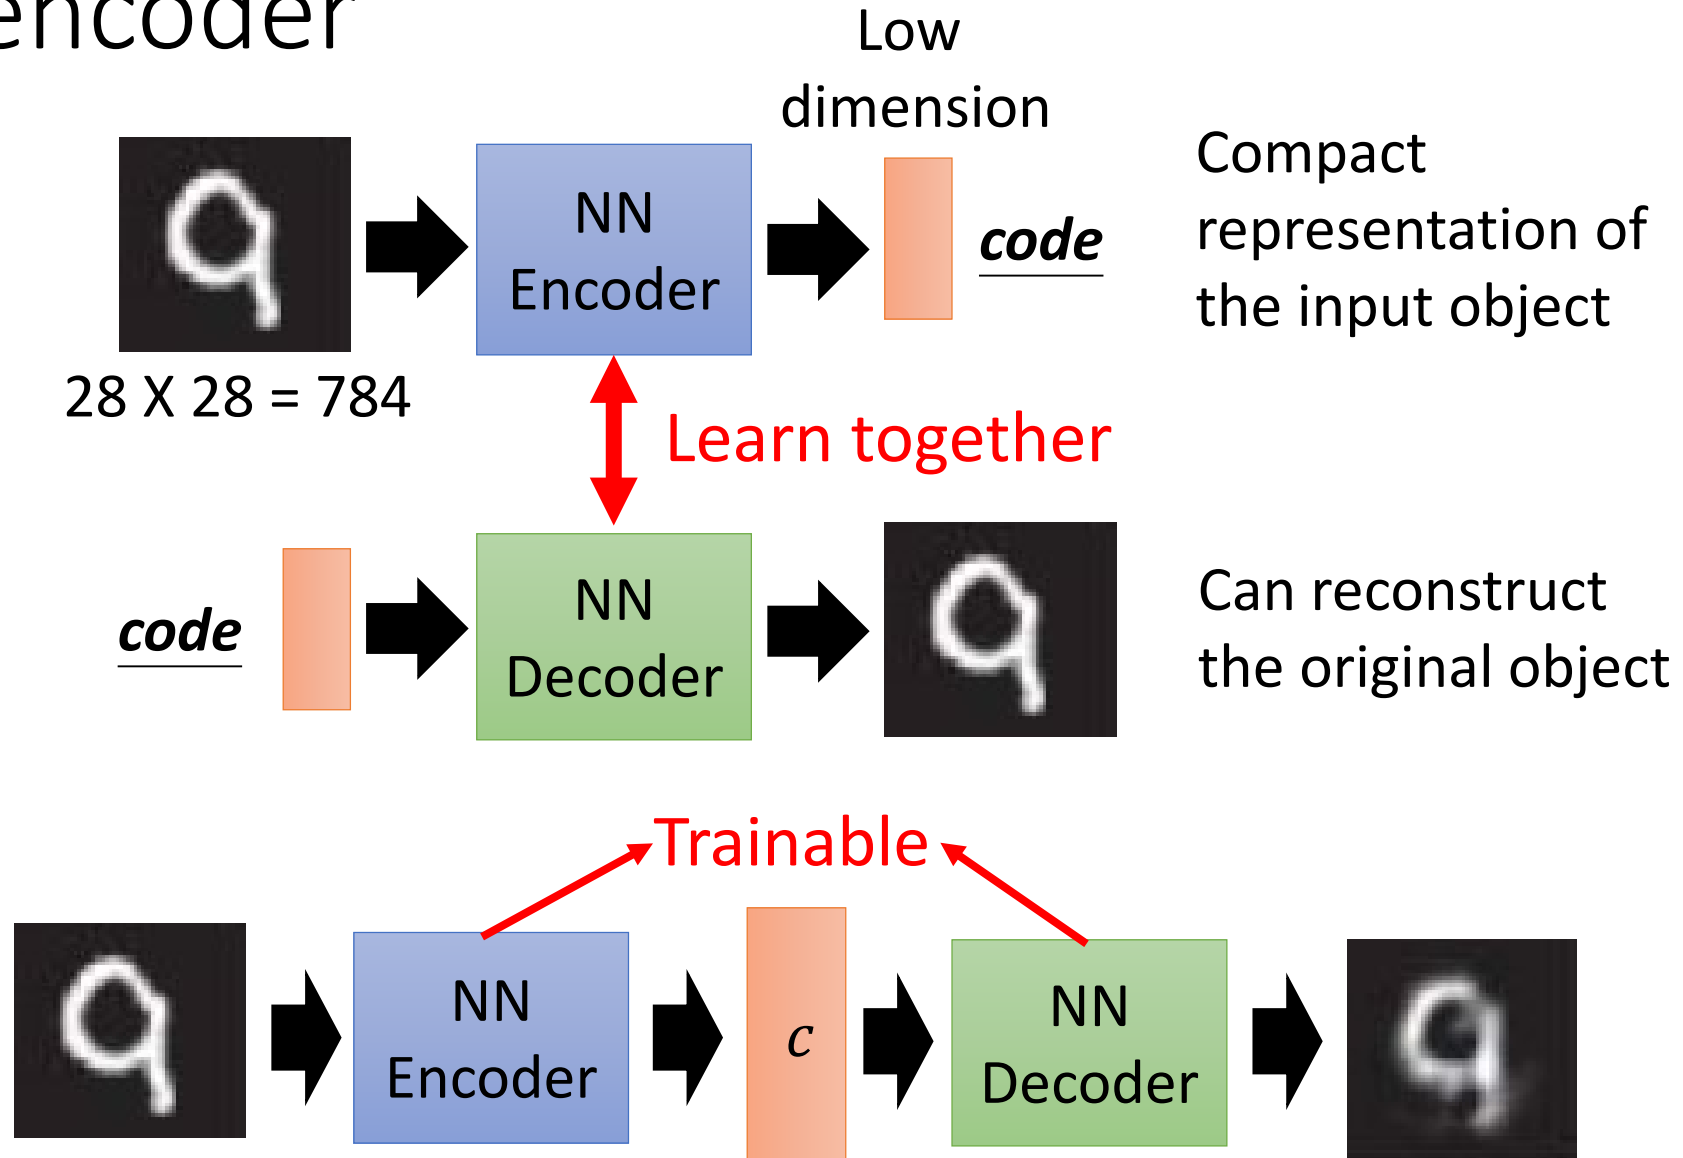 encoder
Low
dimension
NN
Encoder
code
Compact
representation of
the input object
28 X 28 = 784
Learn together
code
NN
Decoder
Can reconstruct
the original object
Trainable
NN
Encoder
c
NN
Decoder